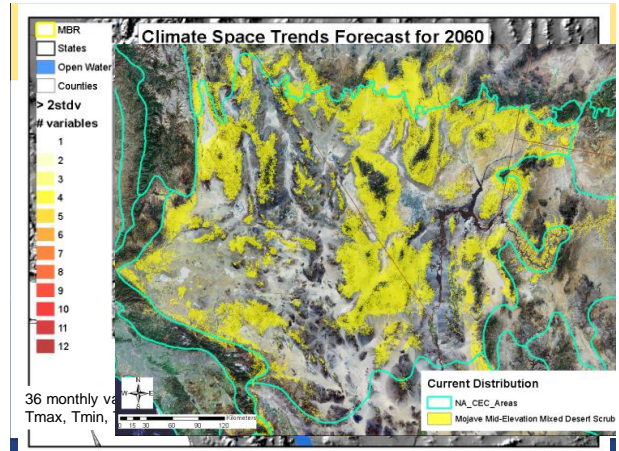 Climate Space Trends Forecast for 2060
MBR
States
Open Water
Counties
> 2stdv
# variables
1
2
3
4
5
6
7
8
9
10
11
12
36 monthly va
Tmax, Tmin,
N
W E
S
Kilometers
0 15 30 60 90 120
Current Distribution
NA_CEC_Areas
Mojave Mid-Elevation Mixed Desert Scrub